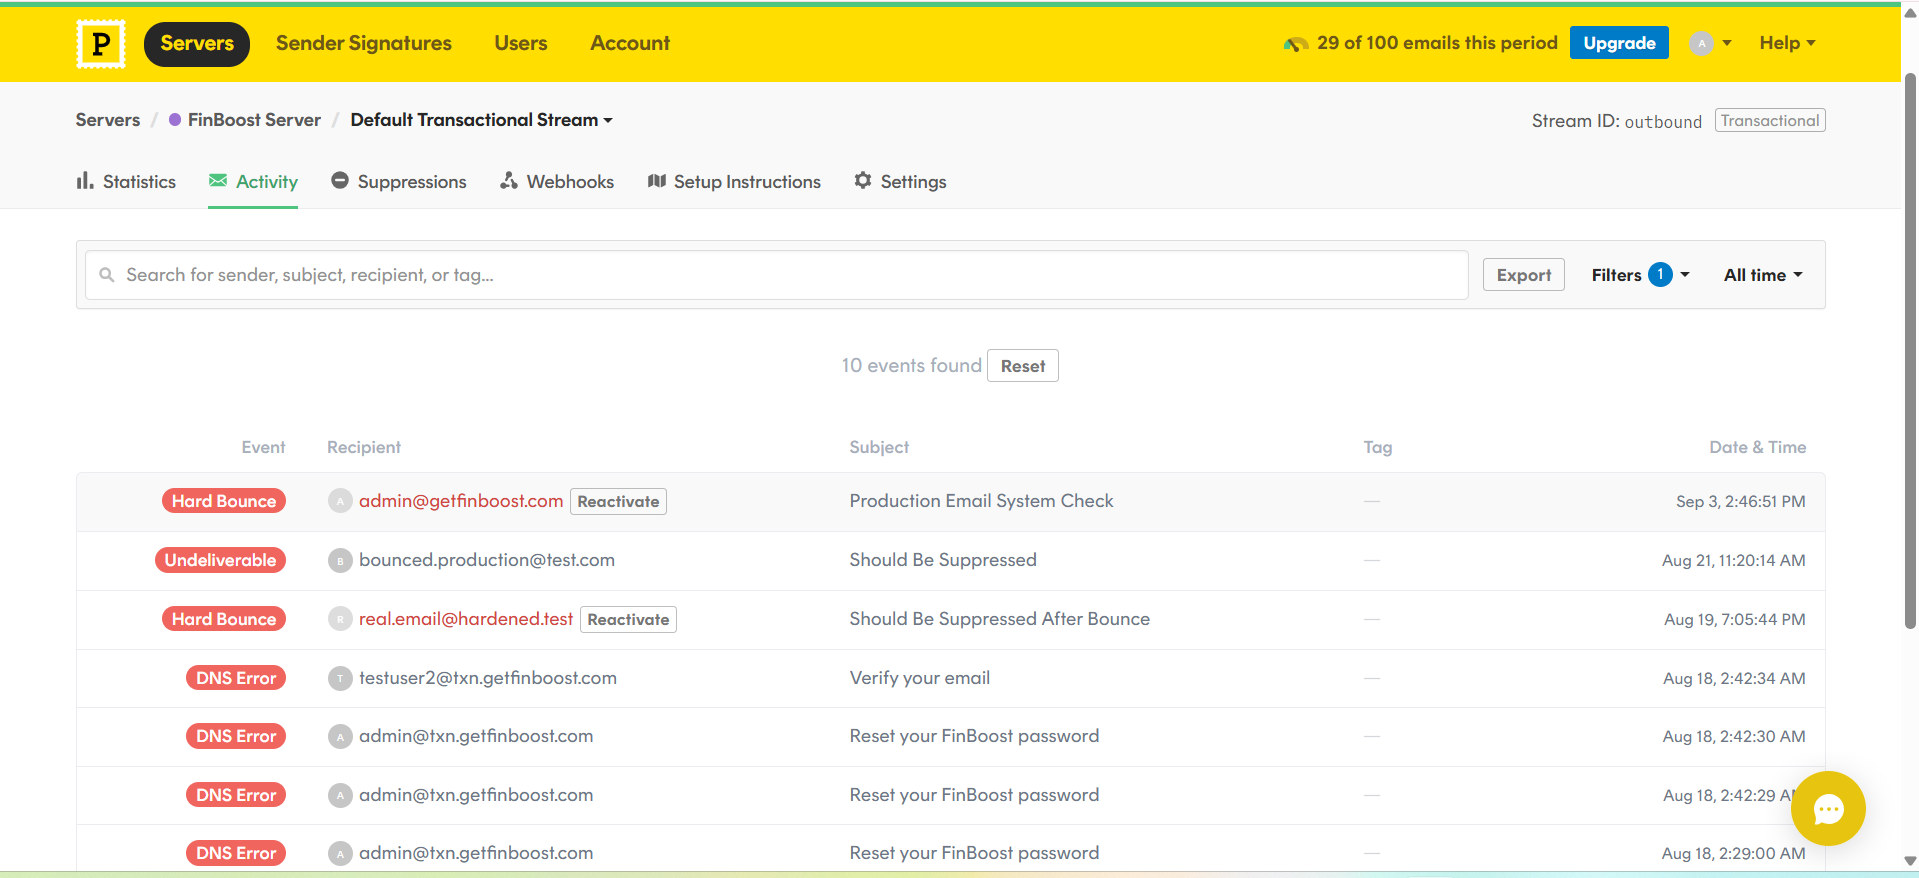 P Servers Sender Signatures Users Account 29 of 100 emails this period Upgrade A Help
Servers / FinBoost Server / Default Transactional Stream Stream ID: outbound Transactional
Statistics Activity Suppressions Webhooks Setup Instructions Settings
Search for sender, subject, recipient, or tag... Export Filters 1 All time
10 events found Reset
Event Recipient Subject Tag Date & Time
Hard Bounce A admin@getfinboost.com Reactivate Production Email System Check — Sep 3, 2:46:51 PM
Undeliverable B bounced.production@test.com Should Be Suppressed — Aug 21, 11:20:14 AM
Hard Bounce R real.email@hardened.test Reactivate Should Be Suppressed After Bounce — Aug 19, 7:05:44 PM
DNS Error T testuser2@txn.getfinboost.com Verify your email — Aug 18, 2:42:34 AM
DNS Error A admin@txn.getfinboost.com Reset your FinBoost password — Aug 18, 2:42:30 AM
DNS Error A admin@txn.getfinboost.com Reset your FinBoost password — Aug 18, 2:42:29 AM
DNS Error A admin@txn.getfinboost.com Reset your FinBoost password — Aug 18, 2:29:00 AM